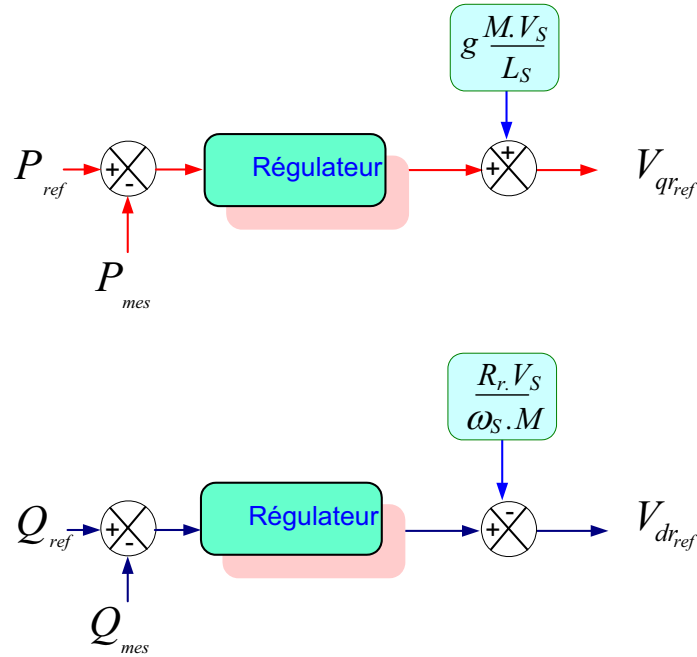 g M.V_S / L_S
P_ref
+
-
Régulateur
+
+
V_qr_ref
P_mes
R_r.V_S / ω_S.M
Q_ref
+
-
Régulateur
-
+
V_dr_ref
Q_mes